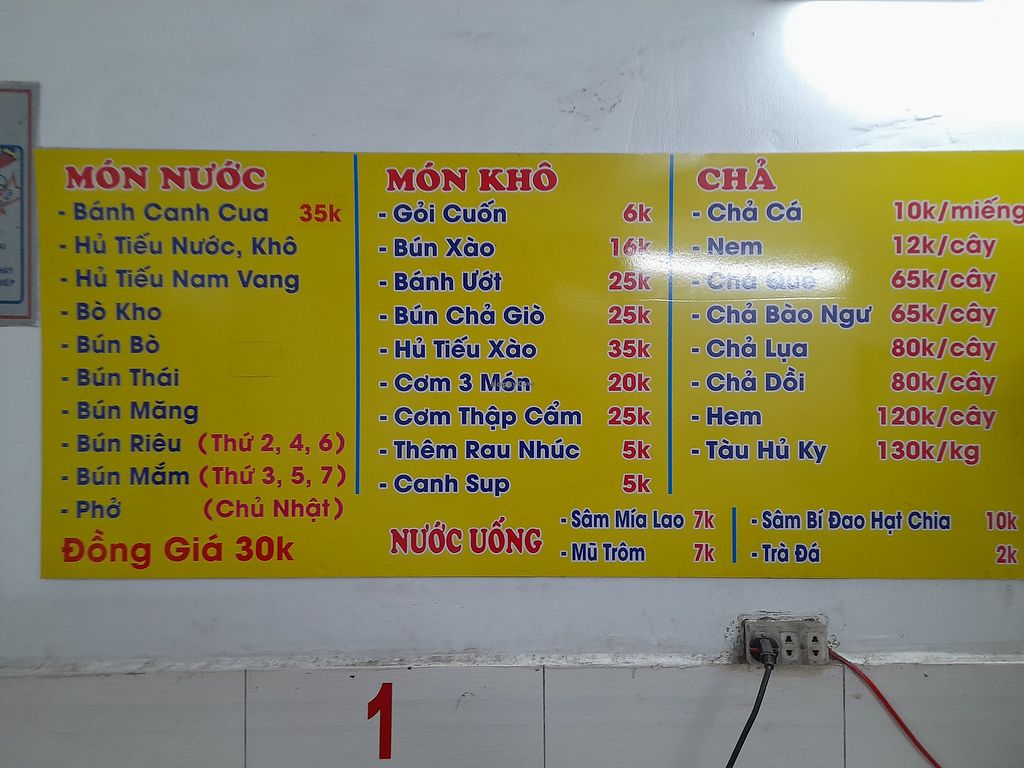 MÓN NƯỚC
- Bánh Canh Cua 35k
- Hủ Tiếu Nước, Khô
- Hủ Tiếu Nam Vang
- Bò Kho
- Bún Bò
- Bún Thái
- Bún Măng
- Bún Riêu (Thứ 2, 4, 6)
- Bún Mắm (Thứ 3, 5, 7)
- Phở (Chủ Nhật)
Đồng Giá 30k
MÓN KHÔ
- Gỏi Cuốn 6k
- Bún Xào 16k
- Bánh Ướt 25k
- Bún Chả Giò 25k
- Hủ Tiếu Xào 35k
- Cơm 3 Món 20k
- Cơm Thập Cẩm 25k
- Thêm Rau Nhúc 5k
- Canh Sup 5k
CHẢ
- Chả Cá 10k/miếng
- Nem 12k/cây
- Chả Quế 65k/cây
- Chả Bào Ngư 65k/cây
- Chả Lụa 80k/cây
- Chả Dồi 80k/cây
- Hem 120k/cây
- Tàu Hủ Ky 130k/kg
NƯỚC UỐNG
- Sâm Mía Lao 7k
- Mũ Trôm 7k
- Sâm Bí Đao Hạt Chia 10k
- Trà Đá 2k
1